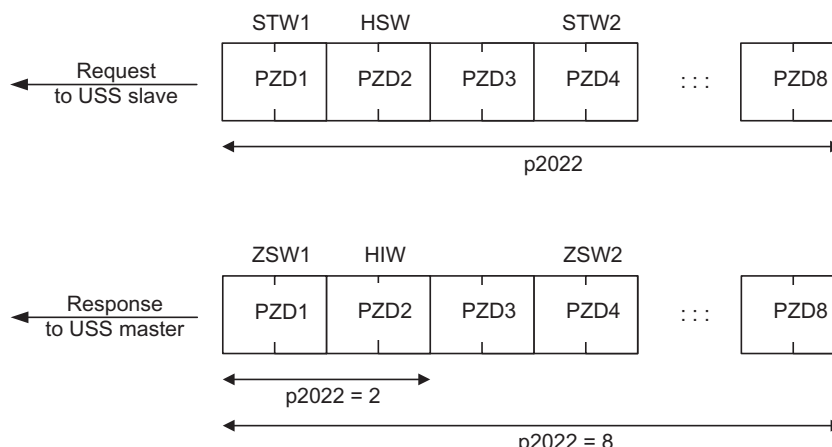 STW1 HSW STW2
Request
to USS slave
PZD1 PZD2 PZD3 PZD4 : : : PZD8
p2022
ZSW1 HIW ZSW2
Response
to USS master
PZD1 PZD2 PZD3 PZD4 : : : PZD8
p2022 = 2
p2022 = 8